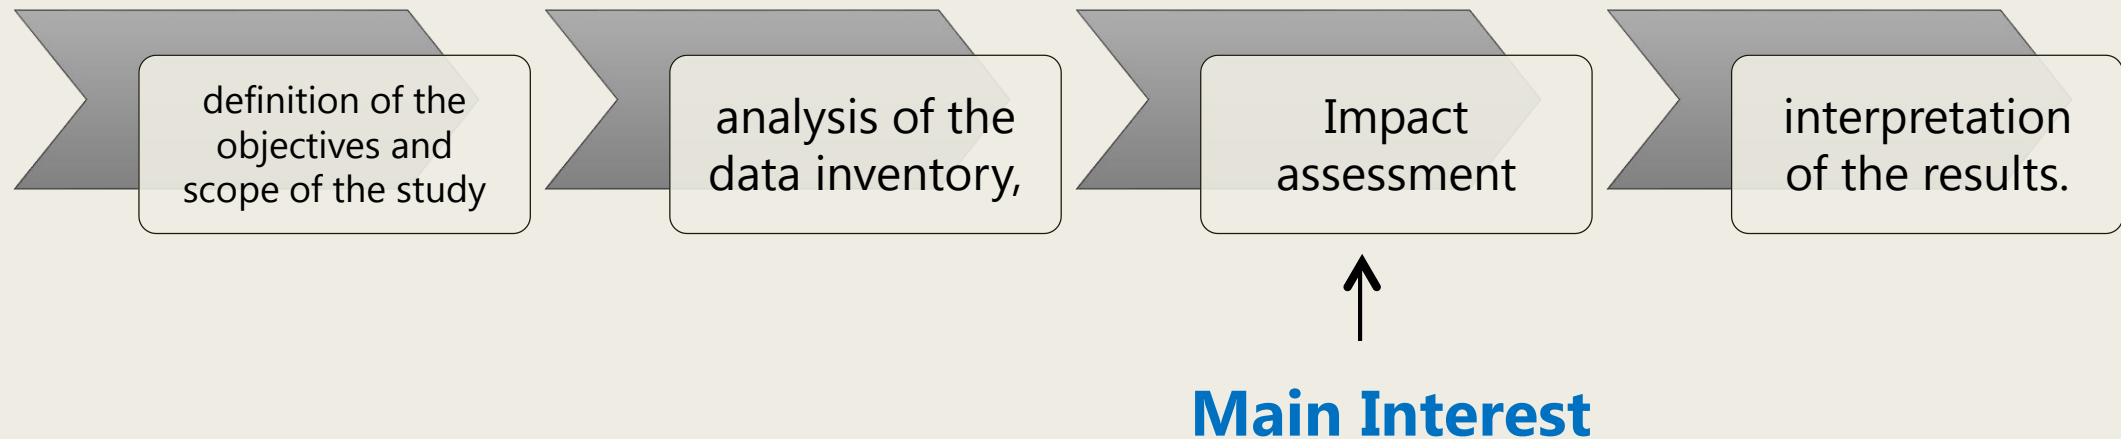 definition of the
objectives and
scope of the study
analysis of the
data inventory,
Impact
assessment
interpretation
of the results.
Main Interest